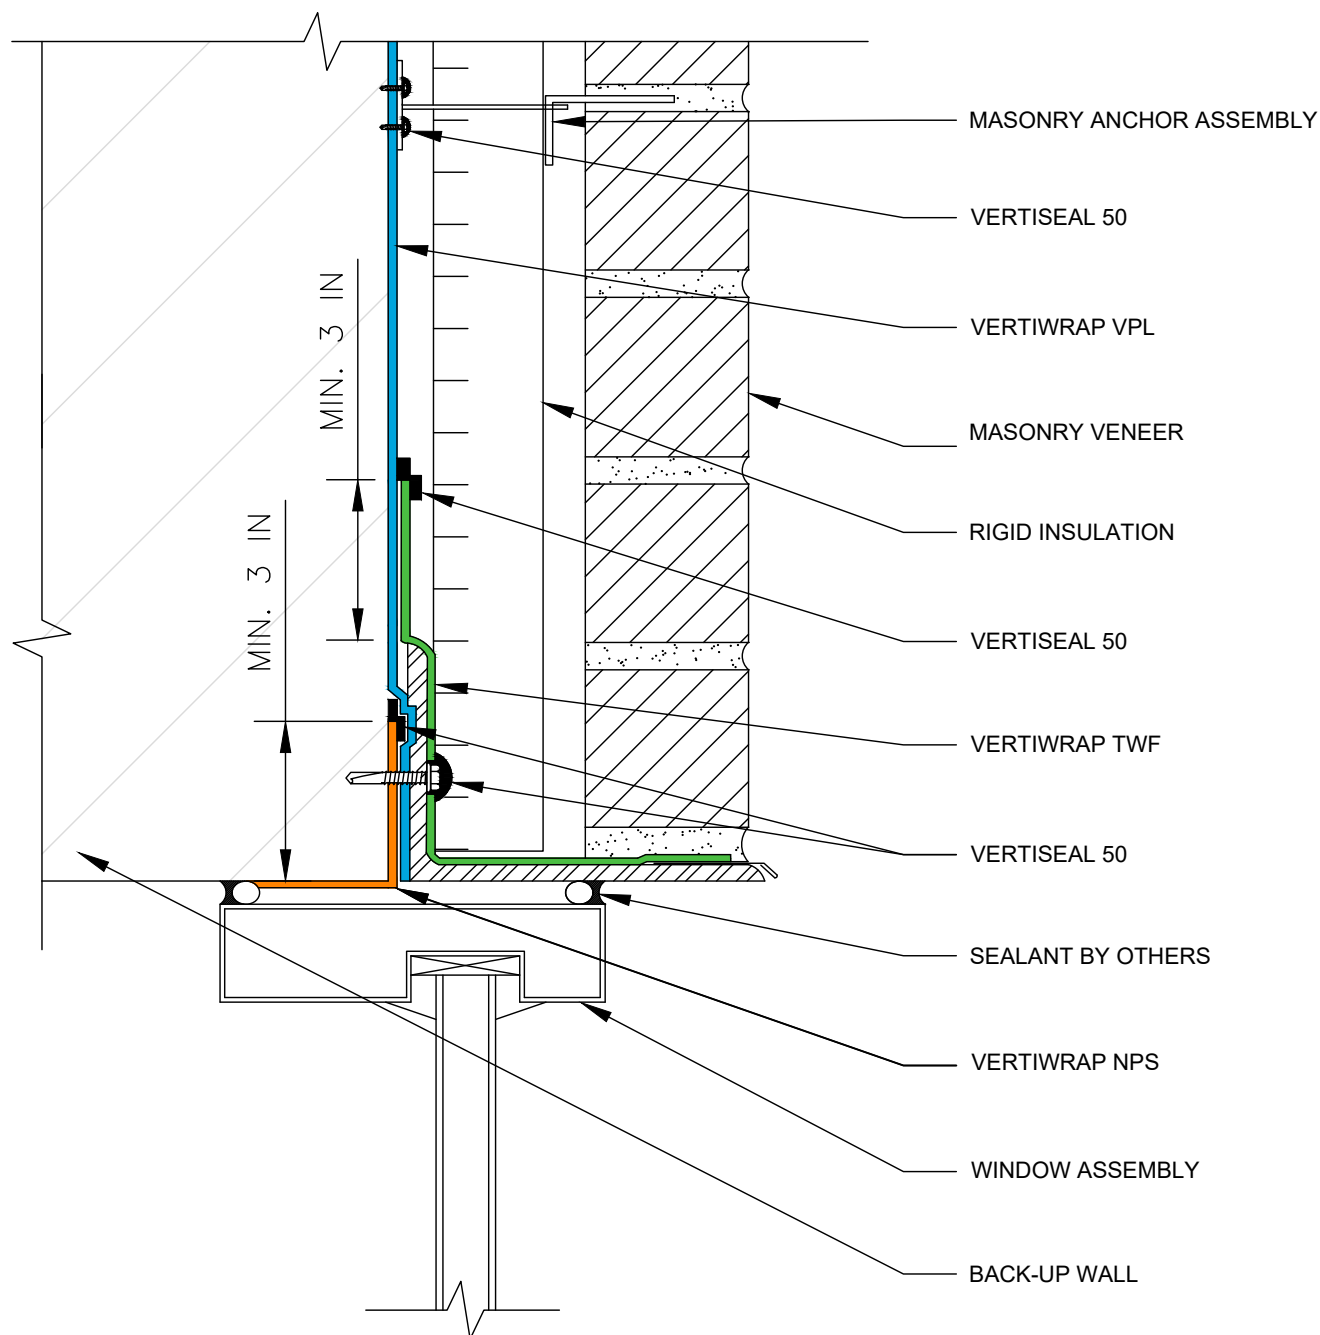 MASONRY ANCHOR ASSEMBLY
VERTISEAL 50
VERTIWRAP VPL
MIN. 3 IN
MASONRY VENEER
RIGID INSULATION
MIN. 3 IN
VERTISEAL 50
VERTIWRAP TWF
VERTISEAL 50
SEALANT BY OTHERS
VERTIWRAP NPS
WINDOW ASSEMBLY
BACK-UP WALL